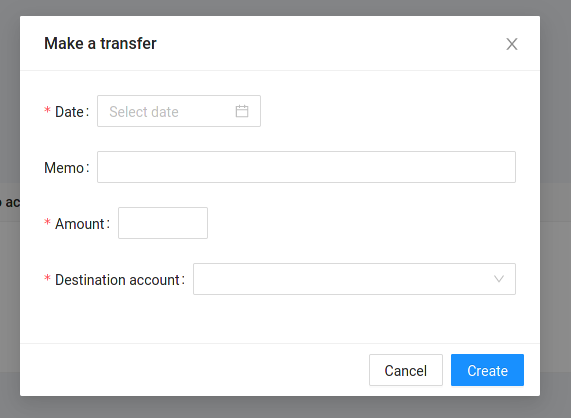 Make a transfer
* Date: Select date
Memo:
* Amount:
o ac
* Destination account:
Cancel Create